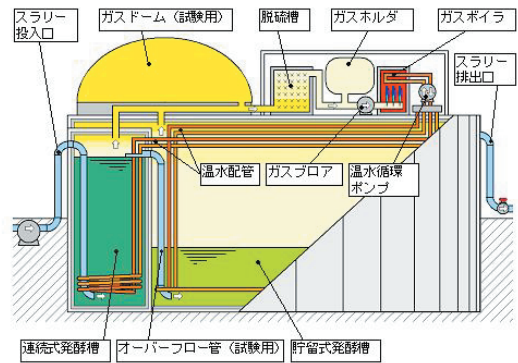 スラリー
投入口
ガスドーム（試験用）
脱硫槽
ガスホルダ
ガスボイラ
スラリー
排出口
温水配管
ガスブロア
温水循環
ポンプ
連続式発酵槽
オーバーフロー管（試験用）
貯留式発酵槽